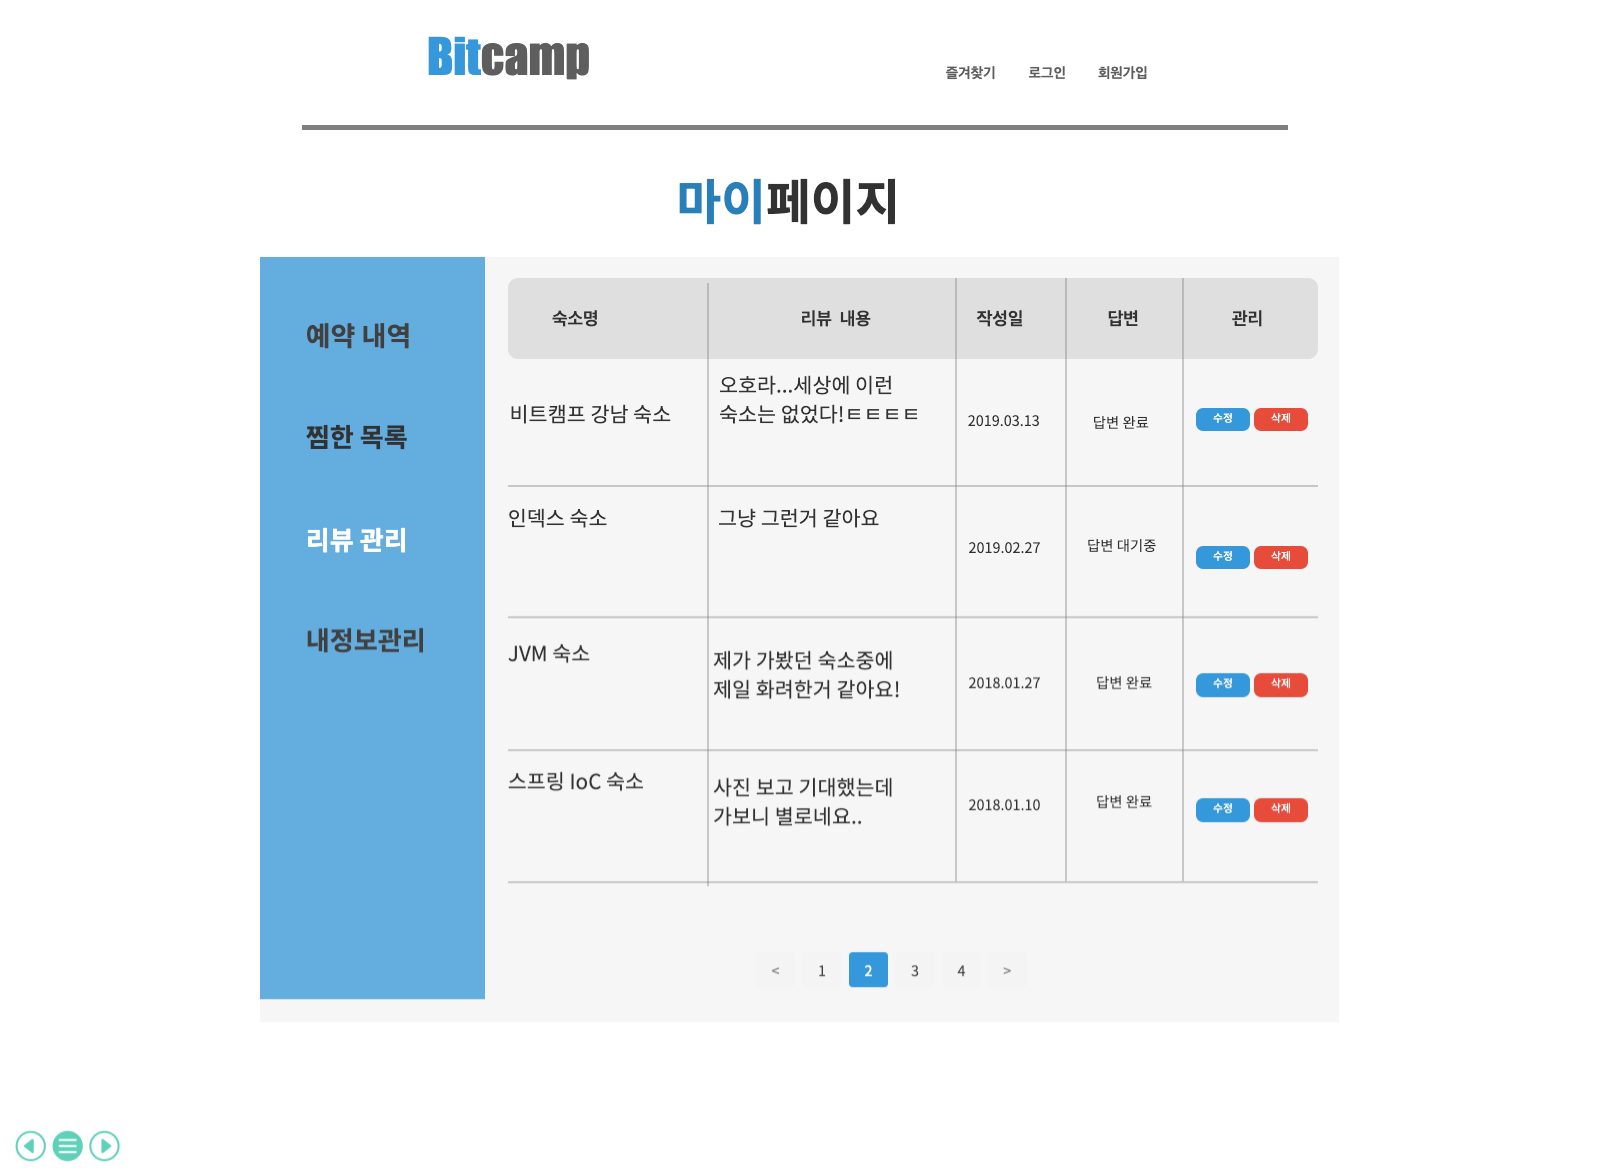 Bitcamp
즐겨찾기 로그인 회원가입
마이페이지
예약 내역
찜한 목록
리뷰 관리
내정보관리
숙소명 리뷰 내용 작성일 답변 관리
비트캠프 강남 숙소
오호라...세상에 이런
숙소는 없었다!ㅌㅌㅌㅌ
2019.03.13
답변 완료
수정 삭제
인덱스 숙소
그냥 그런거 같아요
2019.02.27
답변 대기중
수정 삭제
JVM 숙소
제가 가봤던 숙소중에
제일 화려한거 같아요!
2018.01.27
답변 완료
수정 삭제
스프링 IoC 숙소
사진 보고 기대했는데
가보니 별로네요..
2018.01.10
답변 완료
수정 삭제
< 1 2 3 4 >